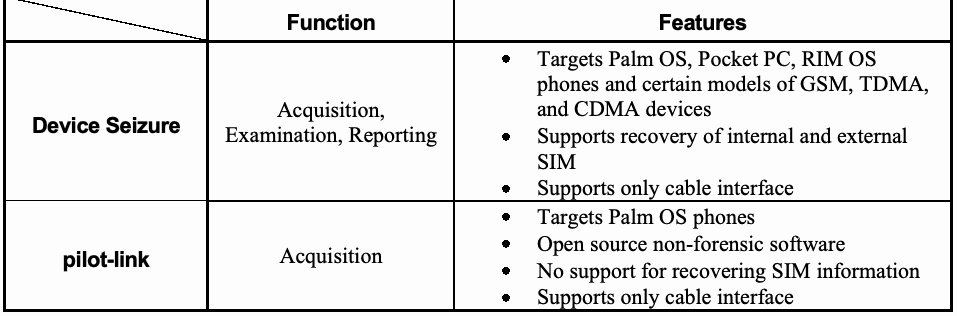 Function
Features
Device Seizure
Acquisition,
Examination, Reporting
• Targets Palm OS, Pocket PC, RIM OS
phones and certain models of GSM, TDMA,
and CDMA devices
• Supports recovery of internal and external
SIM
• Supports only cable interface
pilot-link
Acquisition
• Targets Palm OS phones
• Open source non-forensic software
• No support for recovering SIM information
• Supports only cable interface